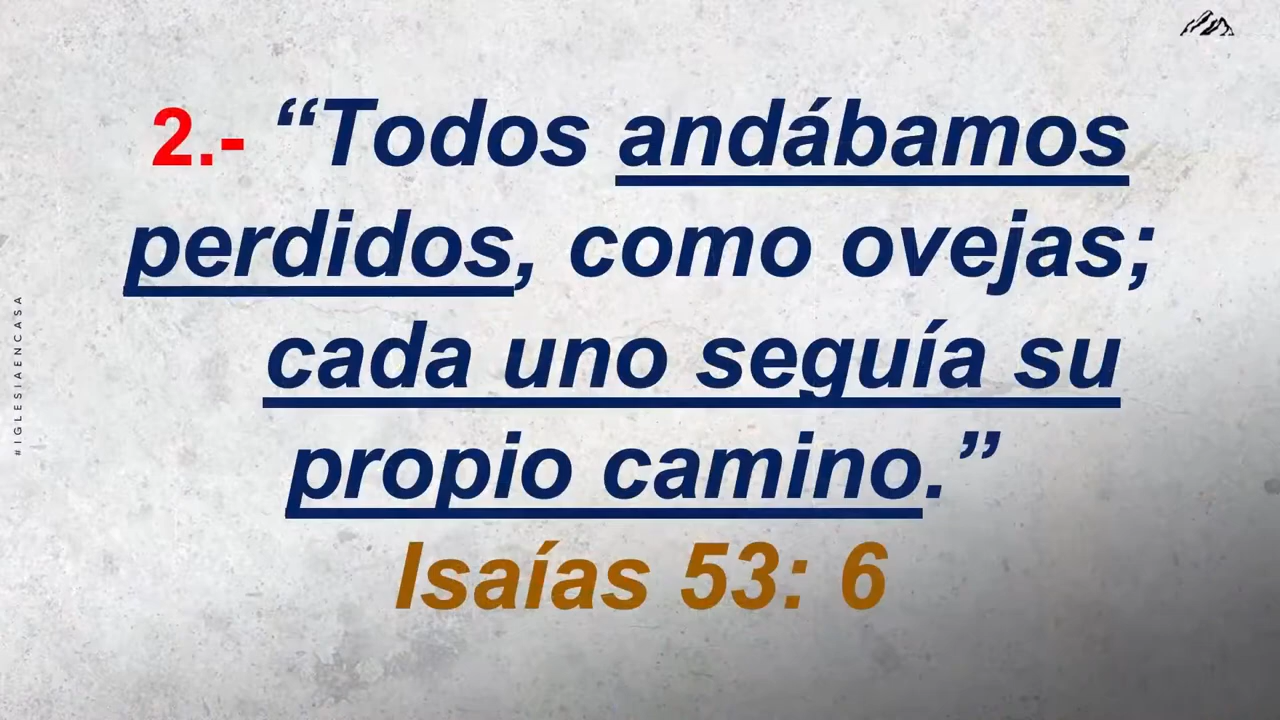 2.- “Todos andábamos
perdidos, como ovejas;
cada uno seguía su
propio camino.”
Isaías 53: 6
#IGLESIAENCASA